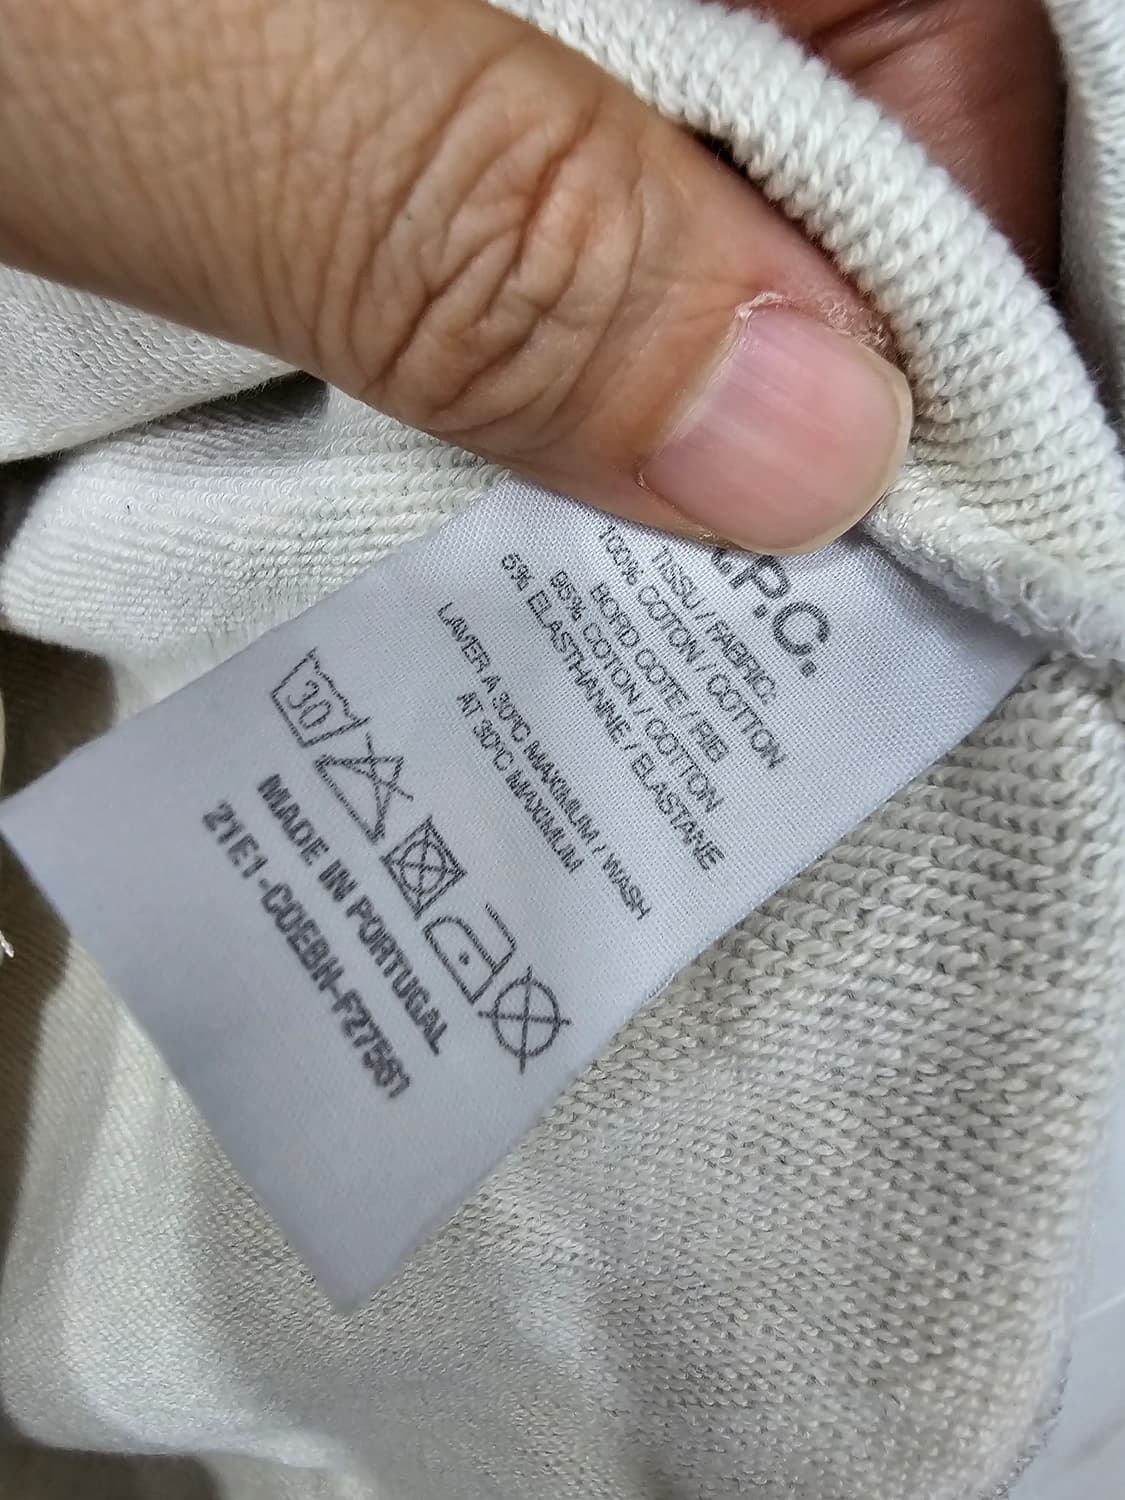 .P.C.
TISSU / FABRIC:
100% COTON / COTTON
BORD COTE / RIB
95% COTON / COTTON
5% ELASTHANNE / ELASTANE
LAVER A 30°C MAXIMUM / WASH
AT 30°C MAXIMUM
30
MADE IN PORTUGAL
21E1-COEBH-F27561